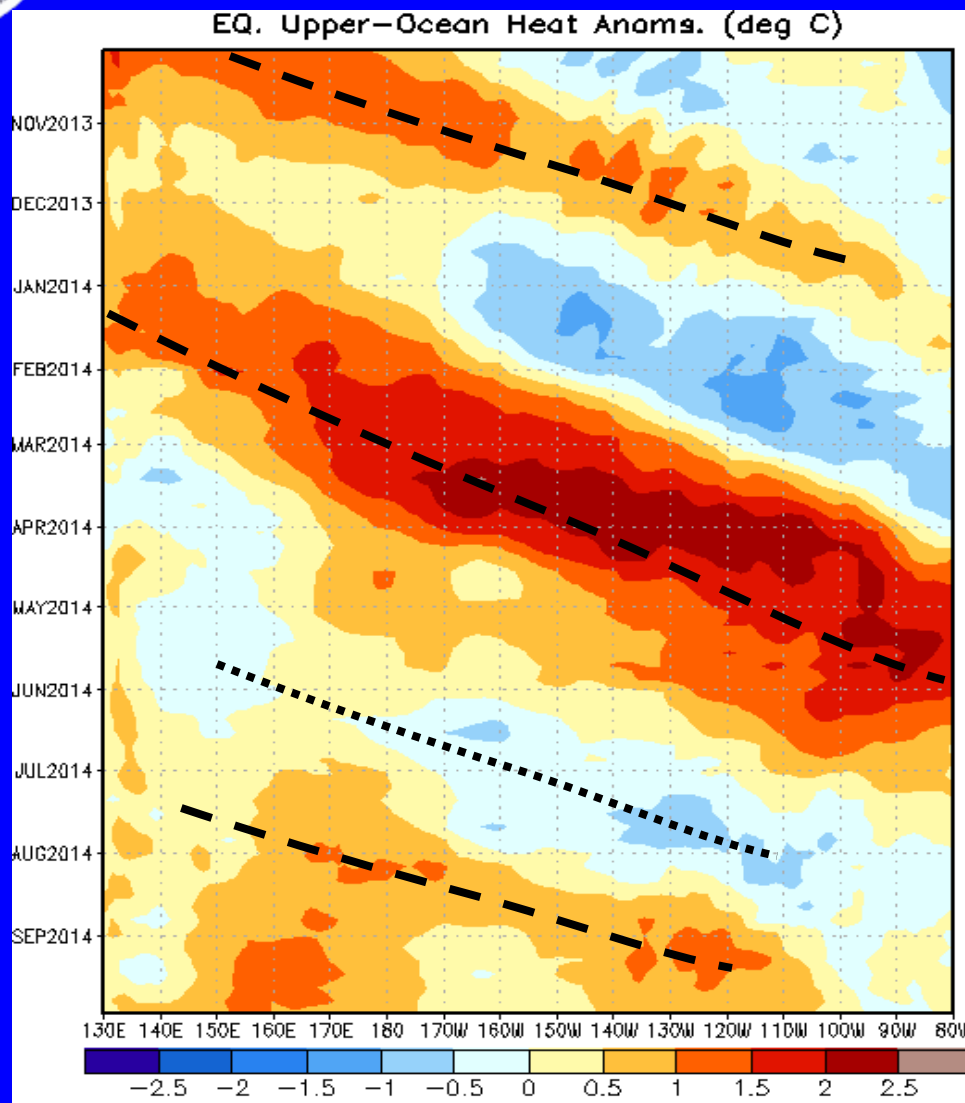 EQ. Upper-Ocean Heat Anoms. (deg C)
NOV2013
DEC2013
JAN2014
FEB2014
MAR2014
APR2014
MAY2014
JUN2014
JUL2014
AUG2014
SEP2014
130E 140E 150E 160E 170E 180 170W 160W 150W 140W 130W 120W 110W 100W 90W 80W
-2.5 -2 -1.5 -1 -0.5 0 0.5 1 1.5 2 2.5